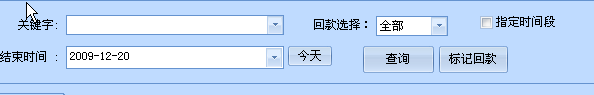 关键字: 回款选择： 全部 指定时间段
结束时间 : 2009-12-20 今天 查询 标记回款